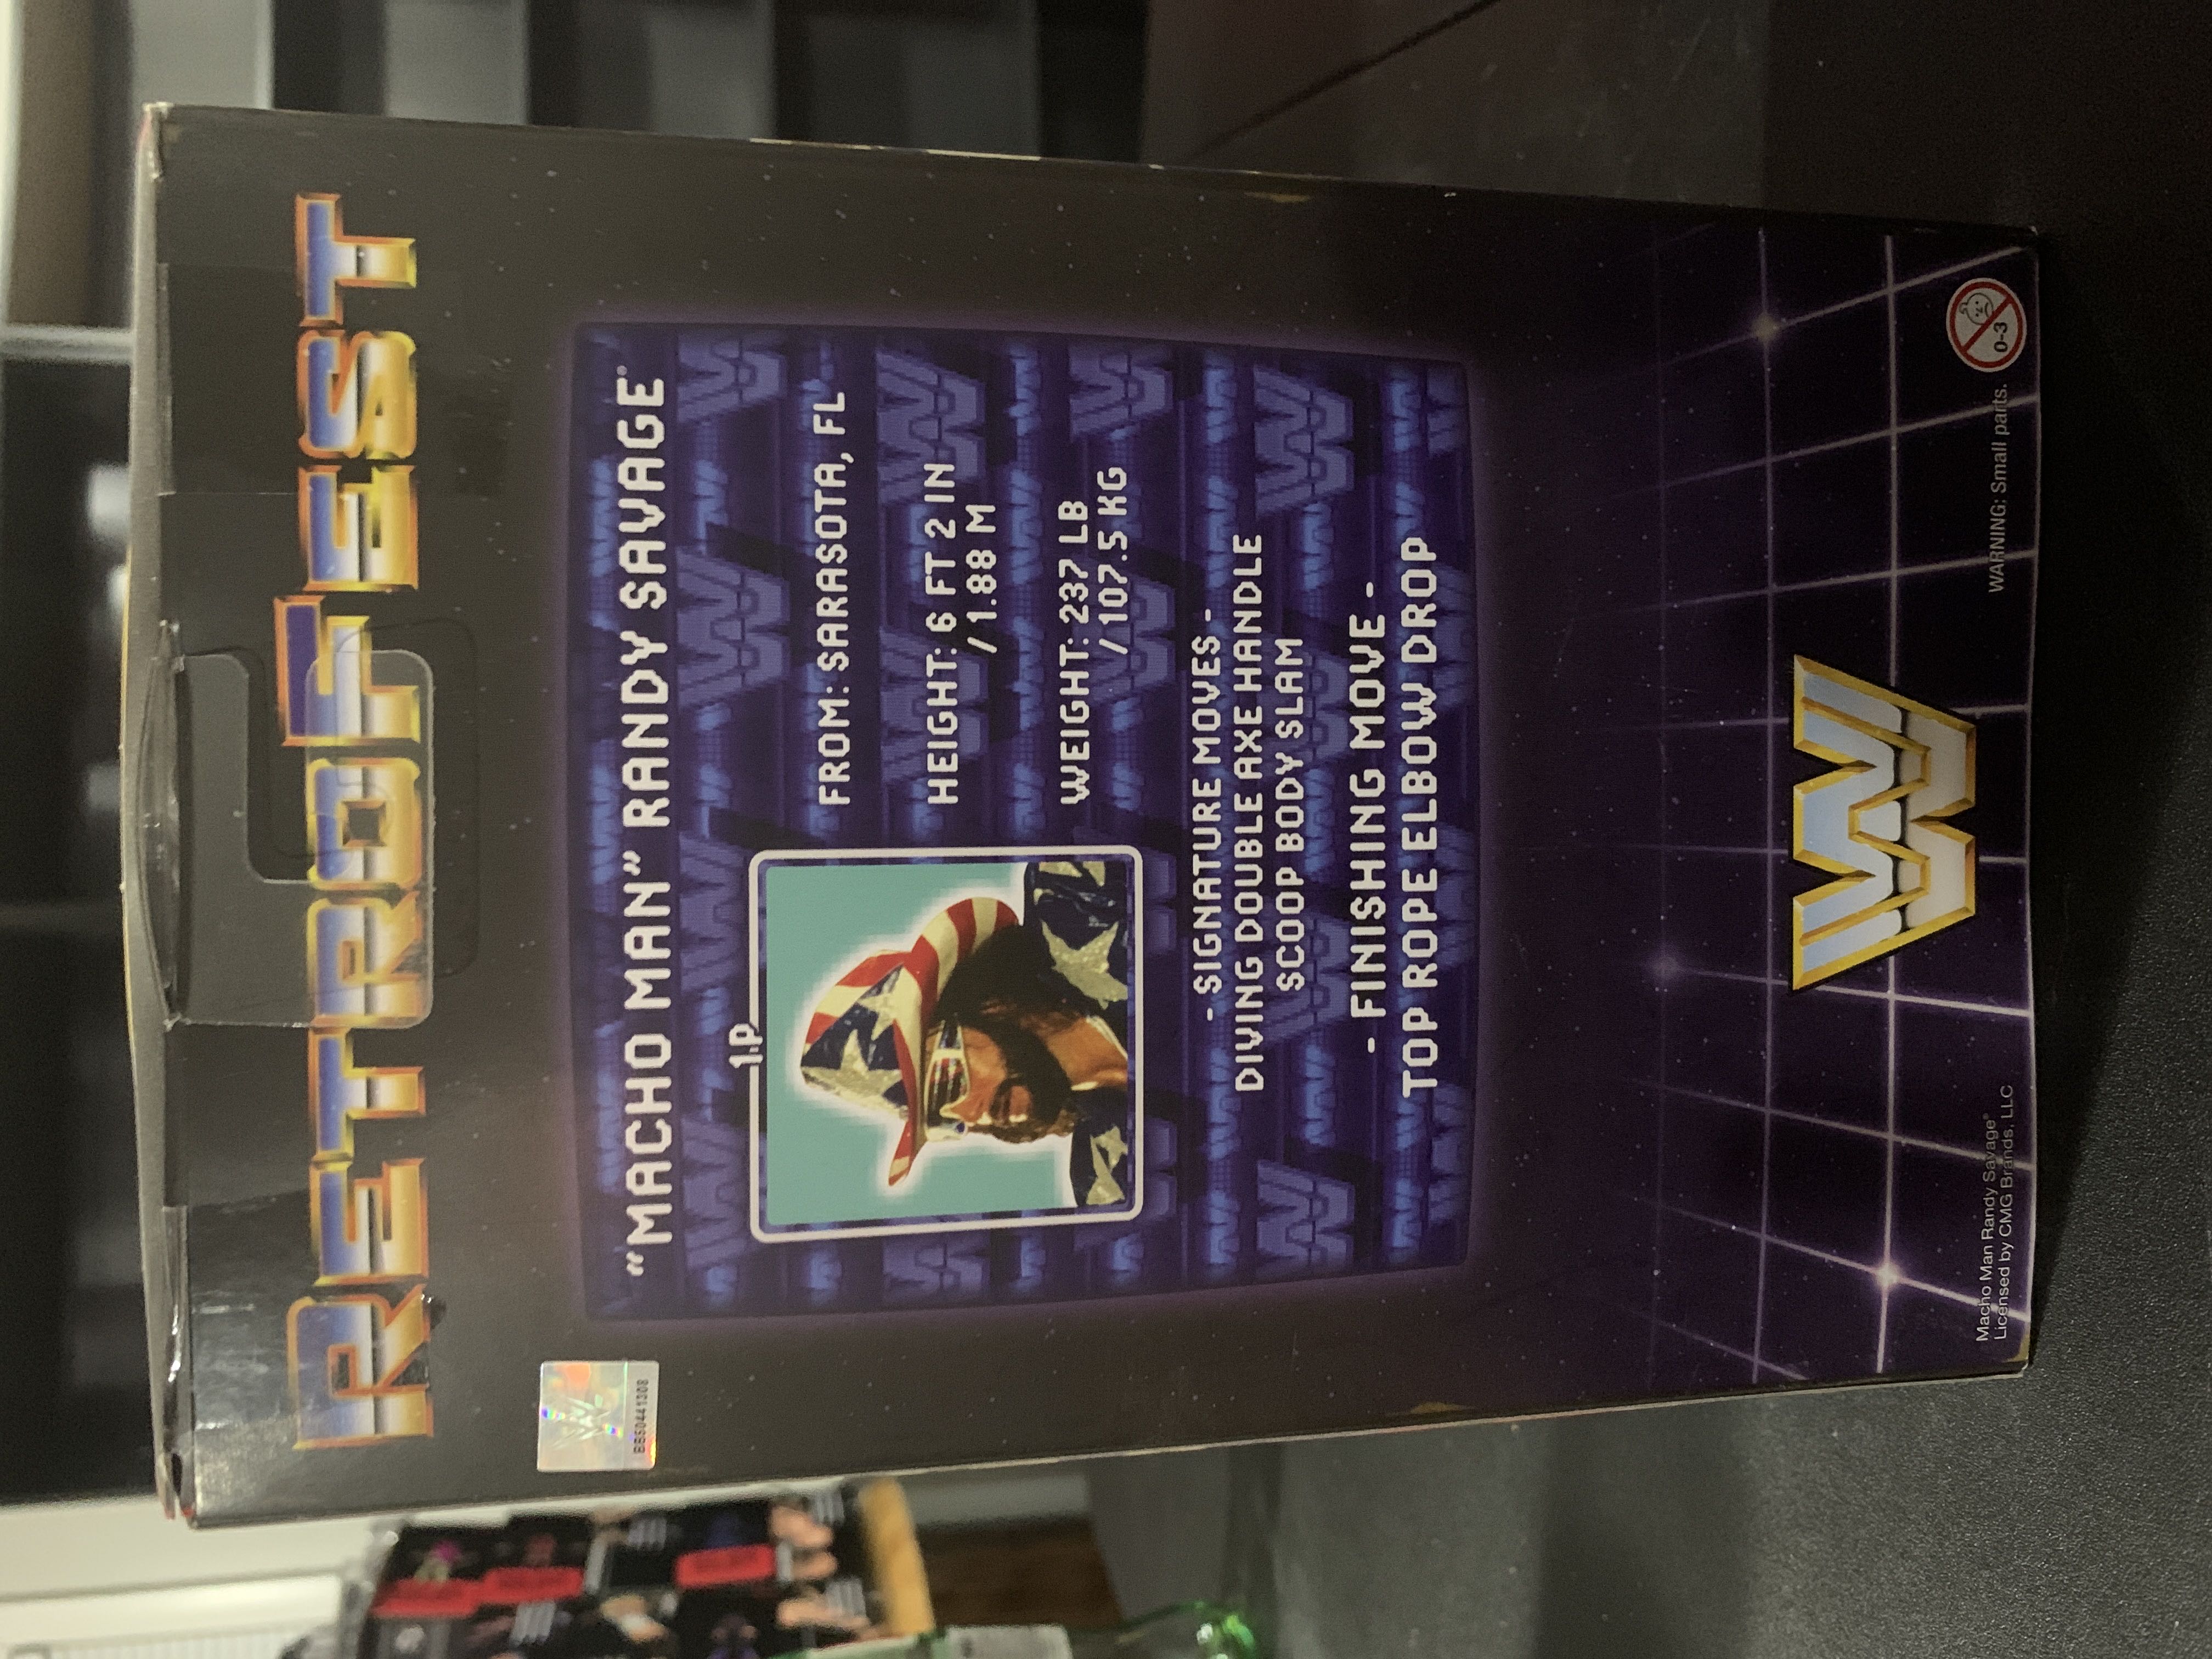 RETROFEST
BBS0441308
"MACHO MAN" RANDY SAVAGE
1P
FROM: SARASOTA, FL
HEIGHT: 6 FT 2 IN
/ 1.88 M
WEIGHT: 237 LB
/ 107.5 KG
- SIGNATURE MOVES -
DIVING DOUBLE AXE HANDLE
SCOOP BODY SLAM
- FINISHING MOVE -
TOP ROPE ELBOW DROP
W
Macho Man Randy Savage®
Licensed by CMG Brands, LLC
WARNING: Small parts.
0-3